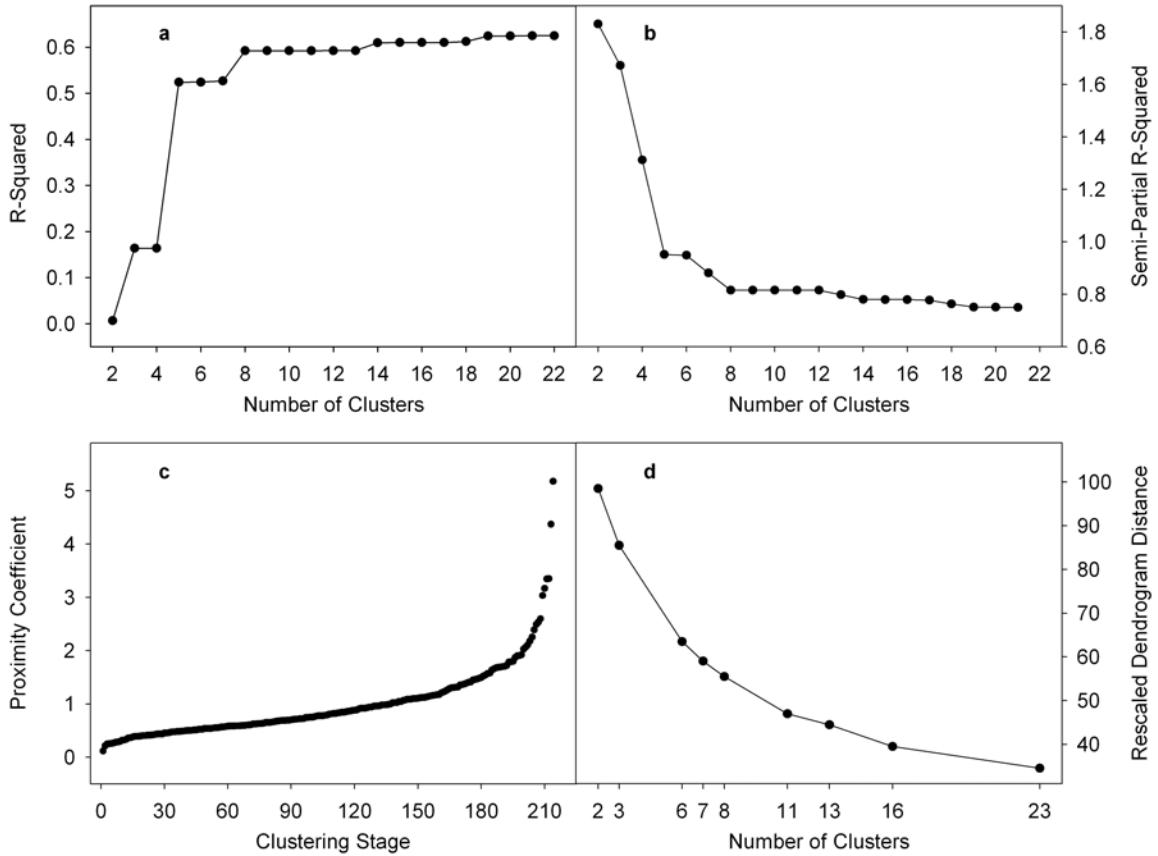 a
R-Squared
0.6
0.5
0.4
0.3
0.2
0.1
0.0
2 4 6 8 10 12 14 16 18 20 22
Number of Clusters
b
1.8
1.6
1.4
1.2
1.0
0.8
0.6
Semi-Partial R-Squared
2 4 6 8 10 12 14 16 18 20 22
Number of Clusters
c
Proximity Coefficient
5
4
3
2
1
0
0 30 60 90 120 150 180 210
Clustering Stage
d
100
90
80
70
60
50
40
Rescaled Dendrogram Distance
2 3 6 7 8 11 13 16 23
Number of Clusters